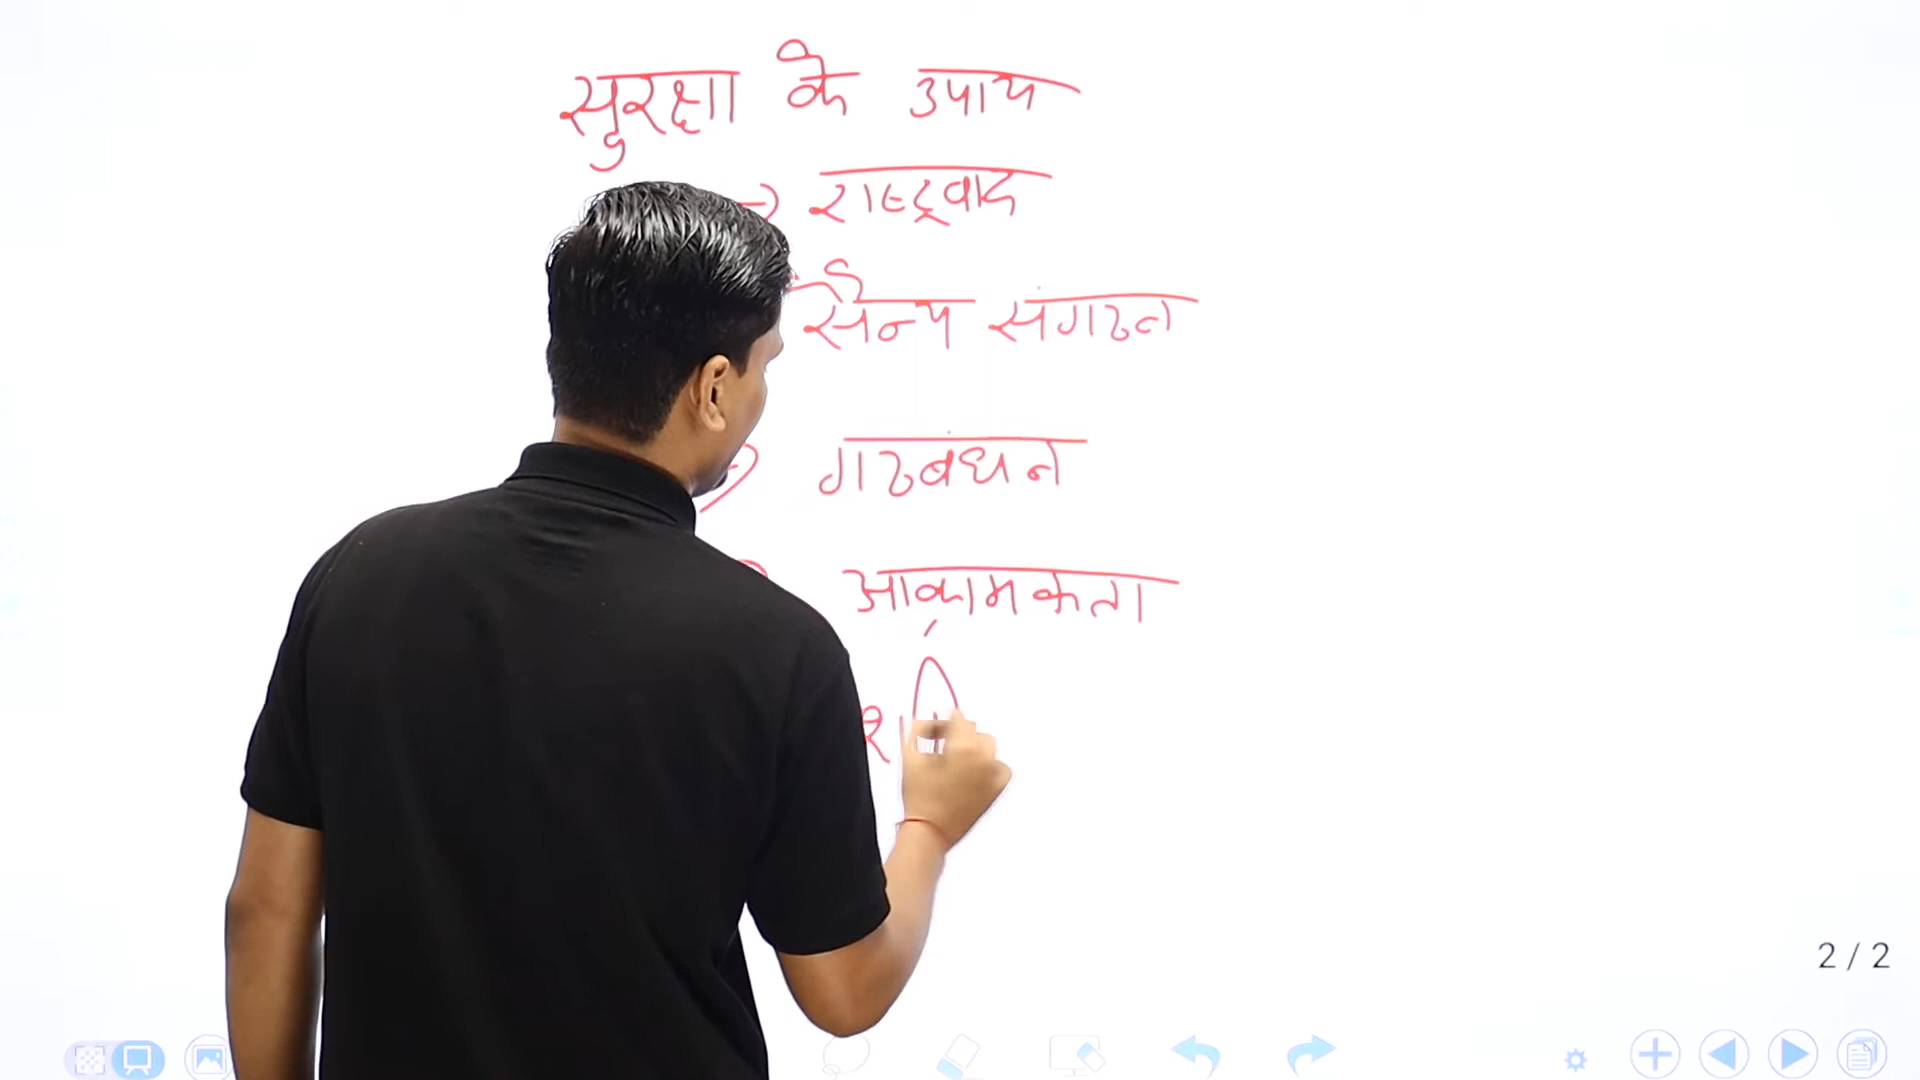 सुरक्षा के उपाय
→ राष्ट्रवाद
सैन्य संगठन
→ गठबंधन
आक्रामकता
2 / 2